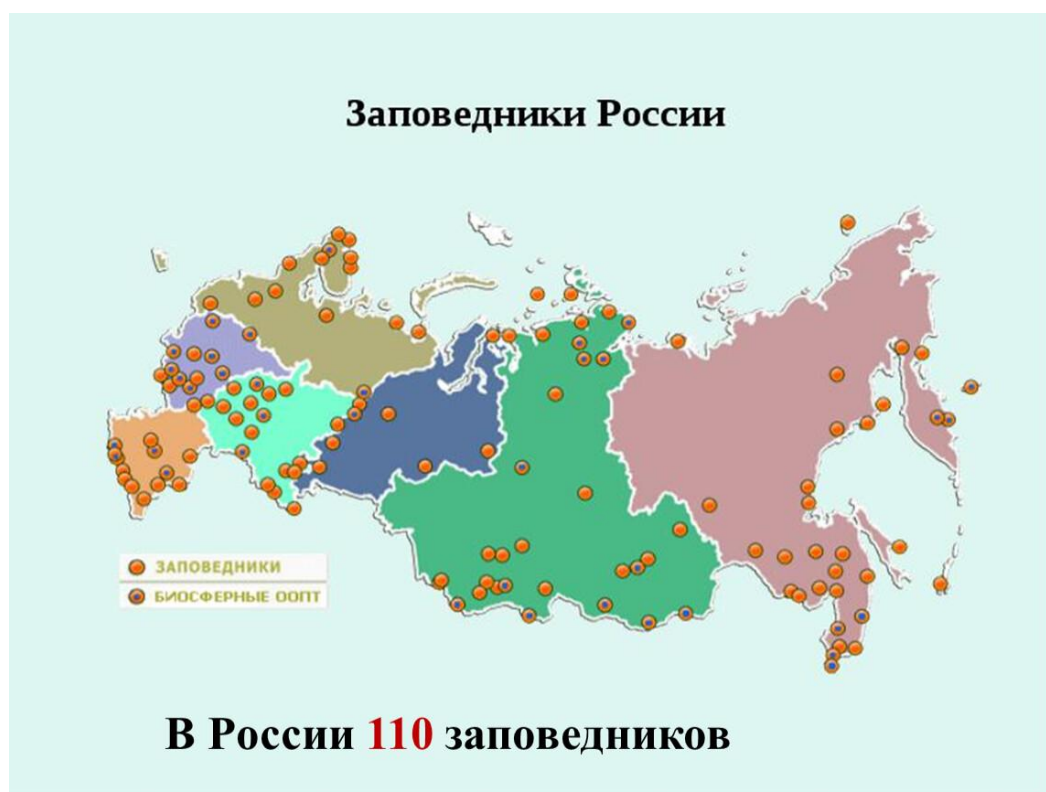 Заповедники России
ЗАПОВЕДНИКИ
БИОСФЕРНЫЕ ООПТ
В России 110 заповедников